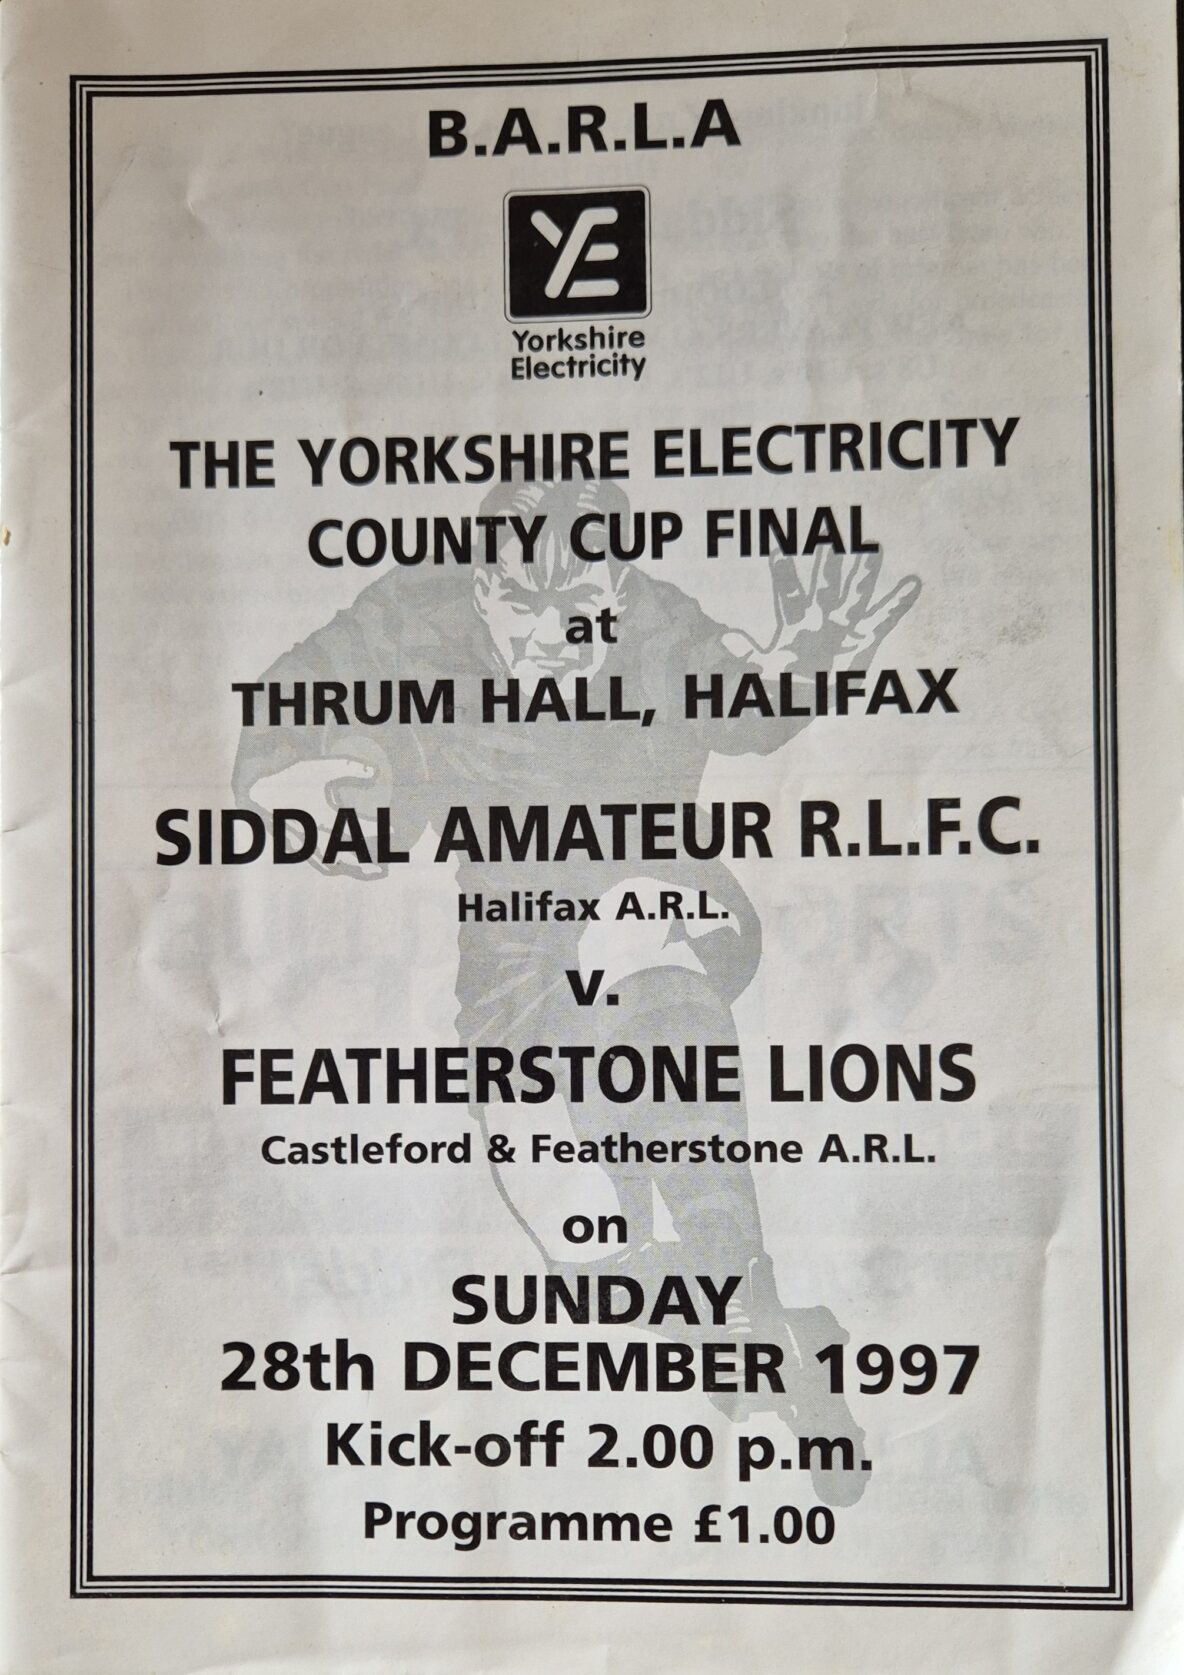 B.A.R.L.A
YE
Yorkshire
Electricity
THE YORKSHIRE ELECTRICITY
COUNTY CUP FINAL
at
THRUM HALL, HALIFAX
SIDDAL AMATEUR R.L.F.C.
Halifax A.R.L.
v.
FEATHERSTONE LIONS
Castleford & Featherstone A.R.L.
on
SUNDAY
28th DECEMBER 1997
Kick-off 2.00 p.m.
Programme £1.00